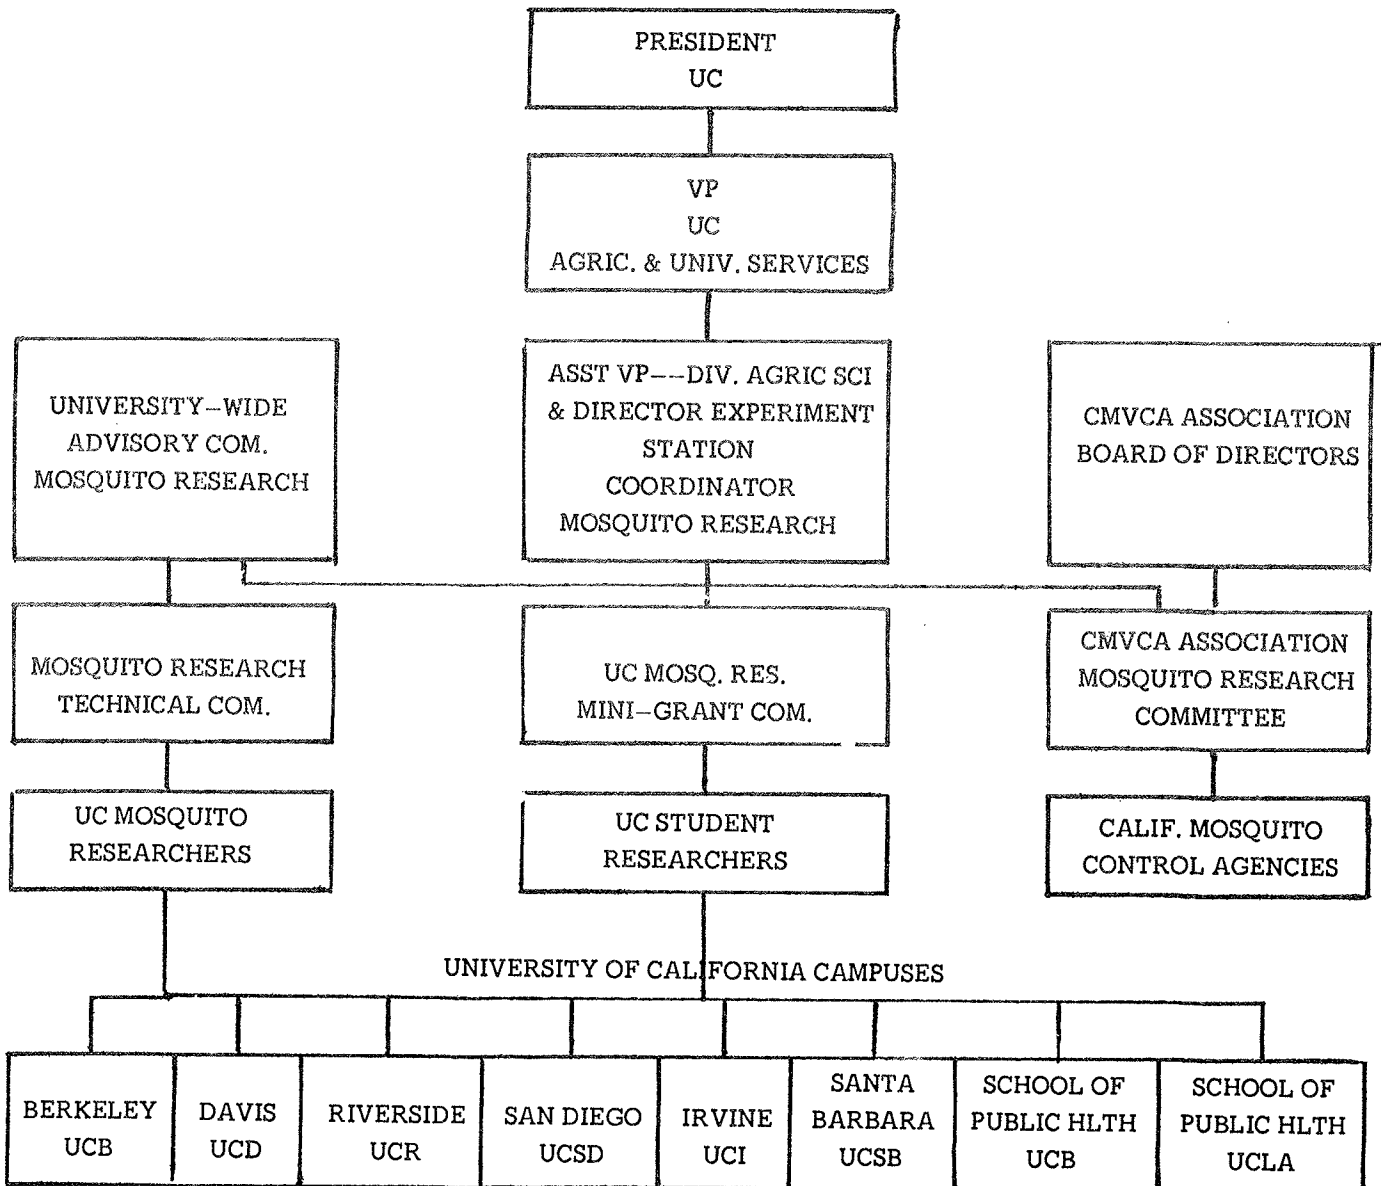 PRESIDENT
UC
VP
UC
AGRIC. & UNIV. SERVICES
UNIVERSITY-WIDE
ADVISORY COM.
MOSQUITO RESEARCH
ASST VP--DIV. AGRIC SCI
& DIRECTOR EXPERIMENT
STATION
COORDINATOR
MOSQUITO RESEARCH
CMVCA ASSOCIATION
BOARD OF DIRECTORS
MOSQUITO RESEARCH
TECHNICAL COM.
UC MOSQ. RES.
MINI-GRANT COM.
CMVCA ASSOCIATION
MOSQUITO RESEARCH
COMMITTEE
UC MOSQUITO
RESEARCHERS
UC STUDENT
RESEARCHERS
CALIF. MOSQUITO
CONTROL AGENCIES
UNIVERSITY OF CALIFORNIA CAMPUSES
BERKELEY
UCB
DAVIS
UCD
RIVERSIDE
UCR
SAN DIEGO
UCSD
IRVINE
UCI
SANTA
BARBARA
UCSB
SCHOOL OF
PUBLIC HLTH
UCB
SCHOOL OF
PUBLIC HLTH
UCLA